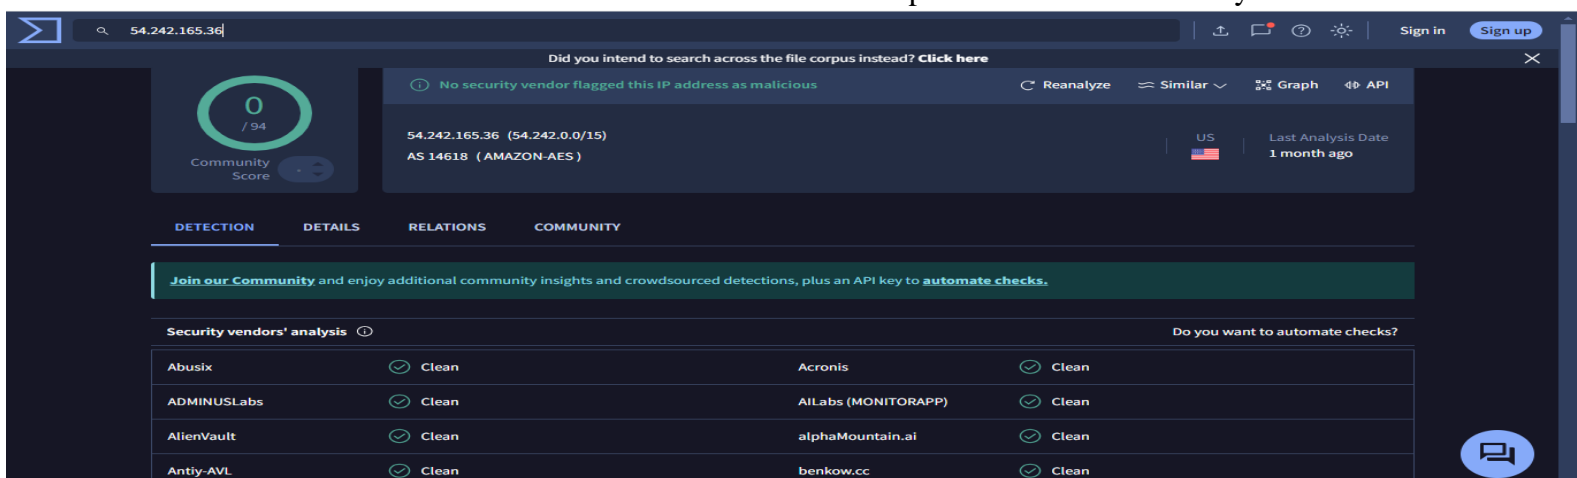 54.242.165.36
Sign in
Sign up
Did you intend to search across the file corpus instead? Click here
0
/ 94
Community
Score
No security vendor flagged this IP address as malicious
Reanalyze
Similar
Graph
API
54.242.165.36 (54.242.0.0/15)
AS 14618 ( AMAZON-AES )
US
Last Analysis Date
1 month ago
DETECTION
DETAILS
RELATIONS
COMMUNITY
Join our Community and enjoy additional community insights and crowdsourced detections, plus an API key to automate checks.
Security vendors' analysis
Do you want to automate checks?
Abusix Clean Acronis Clean
ADMINUSLabs Clean AILabs (MONITORAPP) Clean
AlienVault Clean alphaMountain.ai Clean
Antiy-AVL Clean benkow.cc Clean